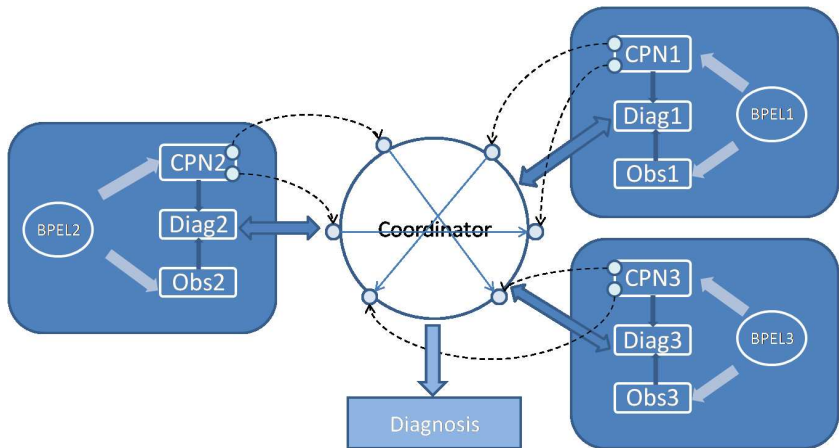 CPN2
BPEL2
Diag2
Obs2
Coordinator
Diagnosis
CPN1
BPEL1
Diag1
Obs1
CPN3
Diag3
BPEL3
Obs3